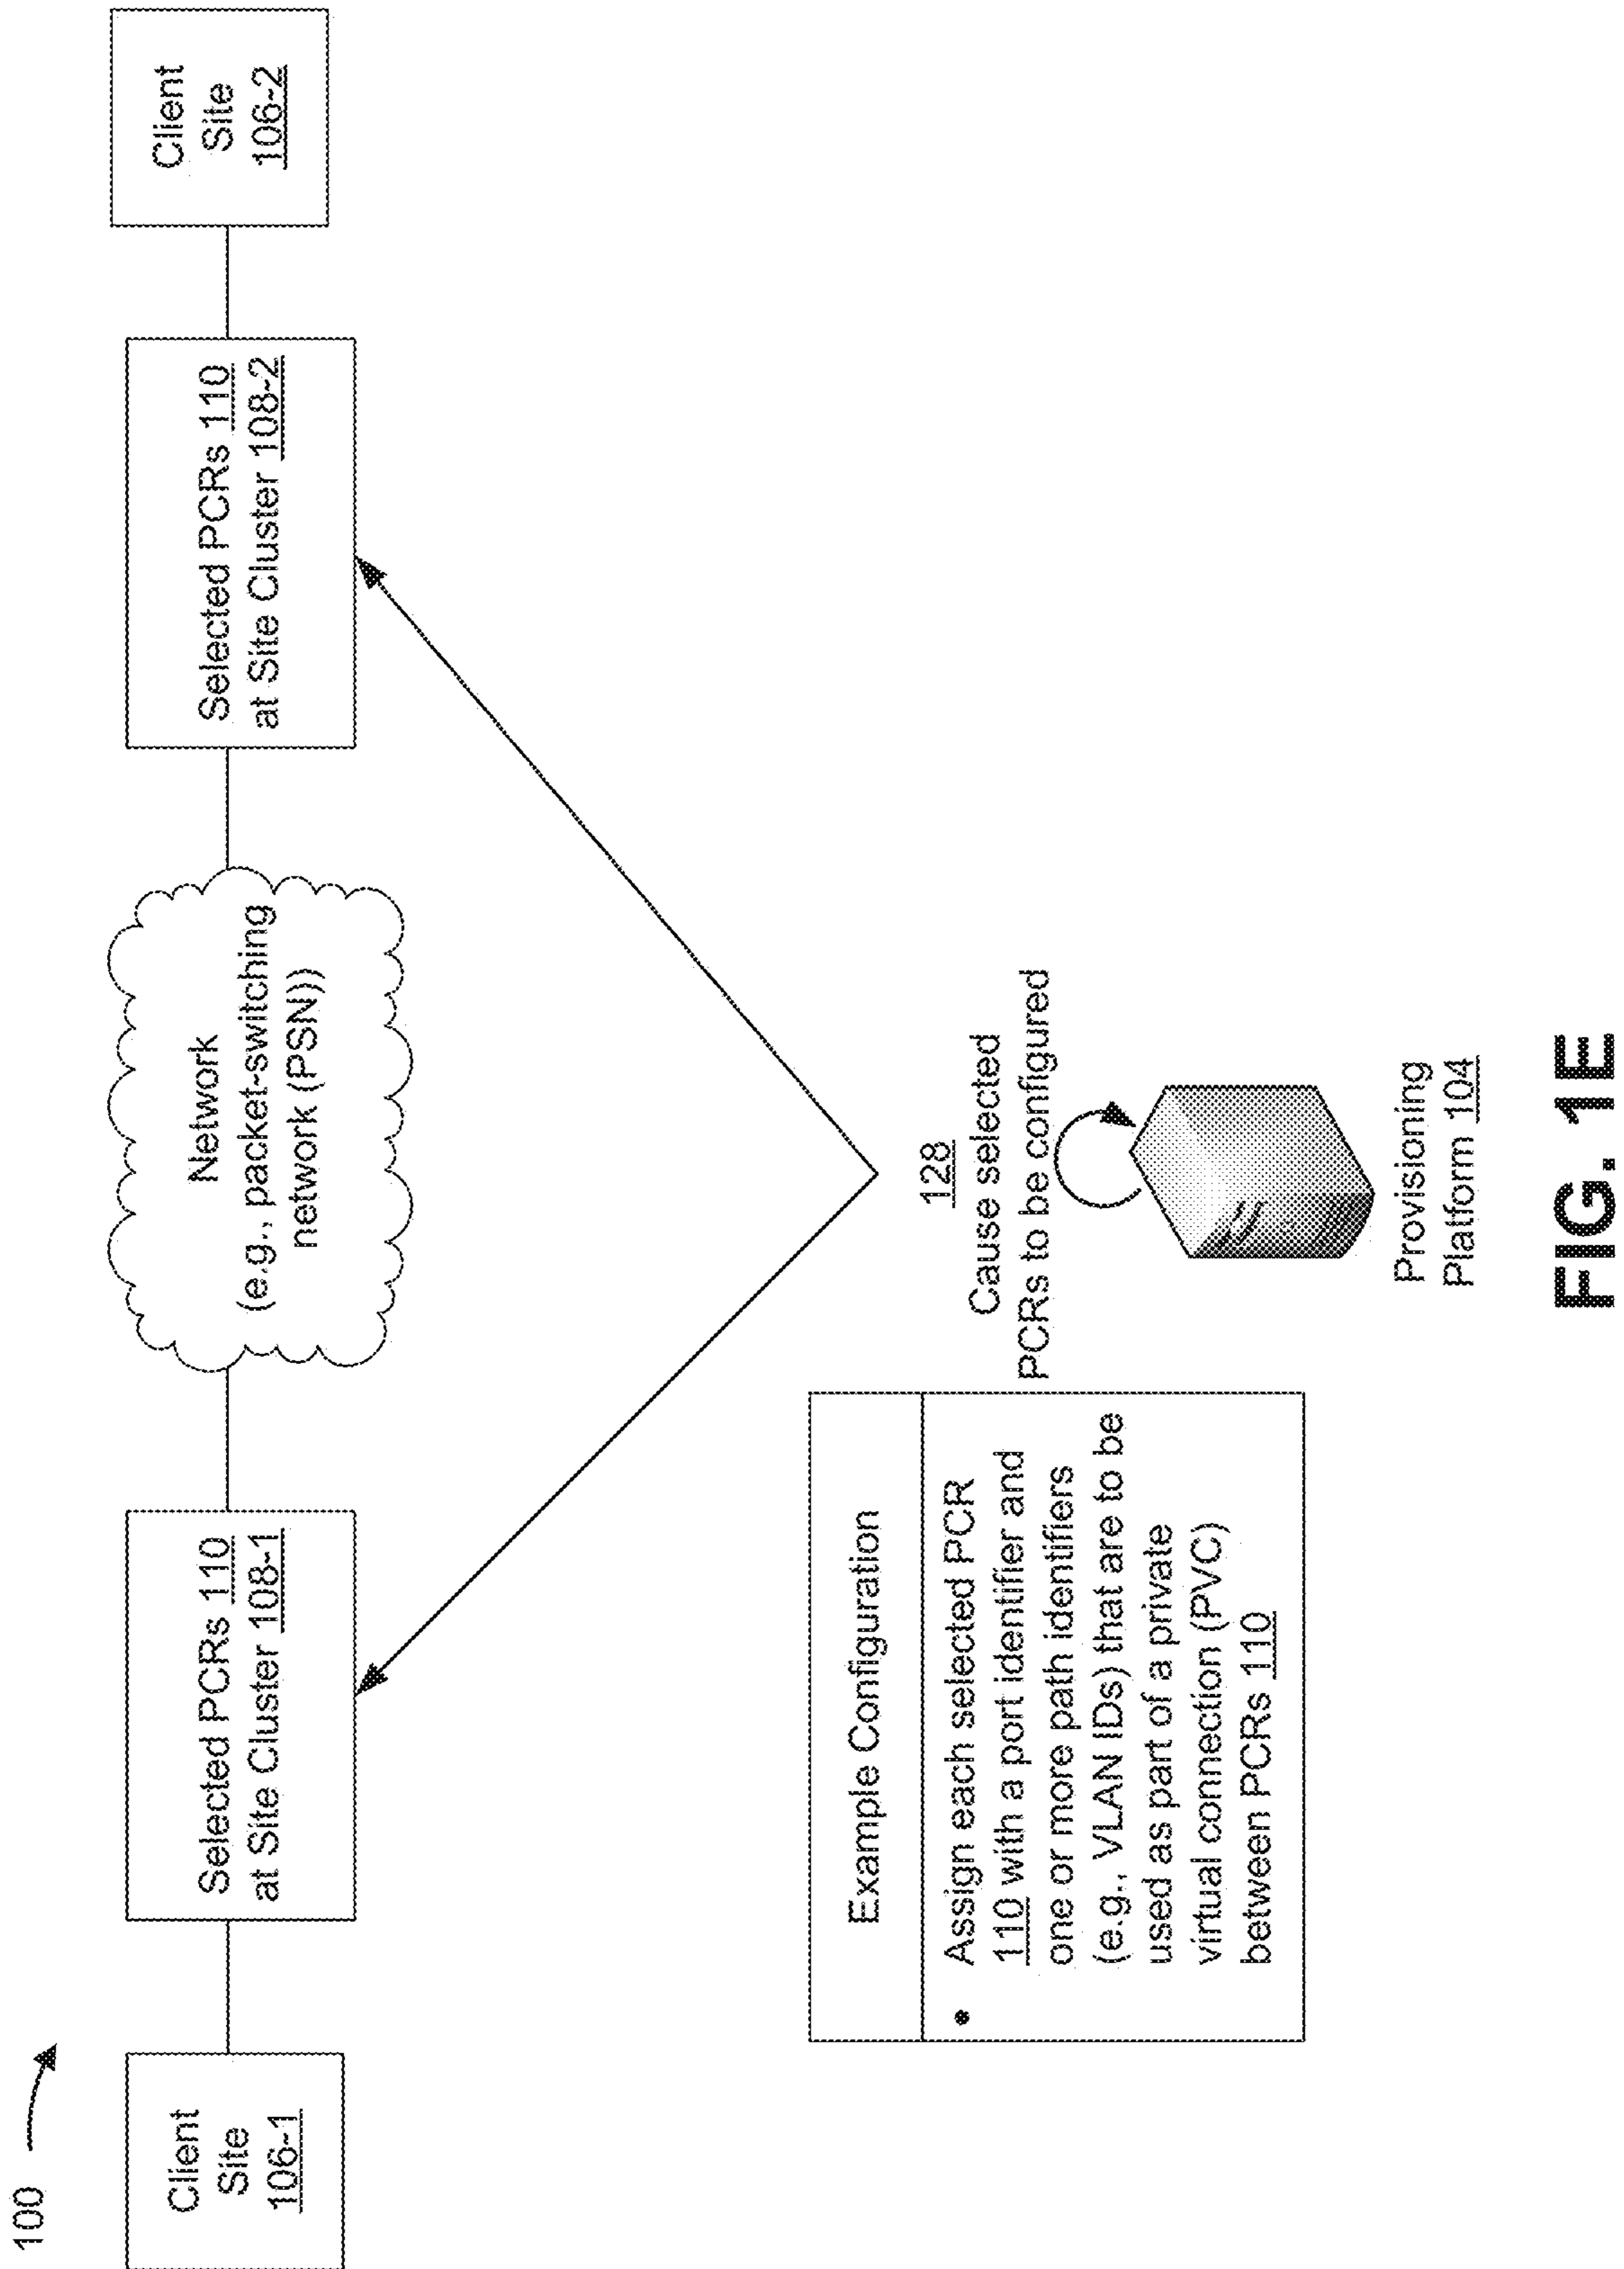 100
Client
Site
106-1
Selected PCRs 110
at Site Cluster 108-1
Network
(e.g., packet-switching
network (PSN))
Selected PCRs 110
at Site Cluster 108-2
Client
Site
106-2
Example Configuration
• Assign each selected PCR
110 with a port identifier and
one or more path identifiers
(e.g., VLAN IDs) that are to be
used as part of a private
virtual connection (PVC)
between PCRs 110
128
Cause selected
PCRs to be configured
Provisioning
Platform 104
FIG. 1E